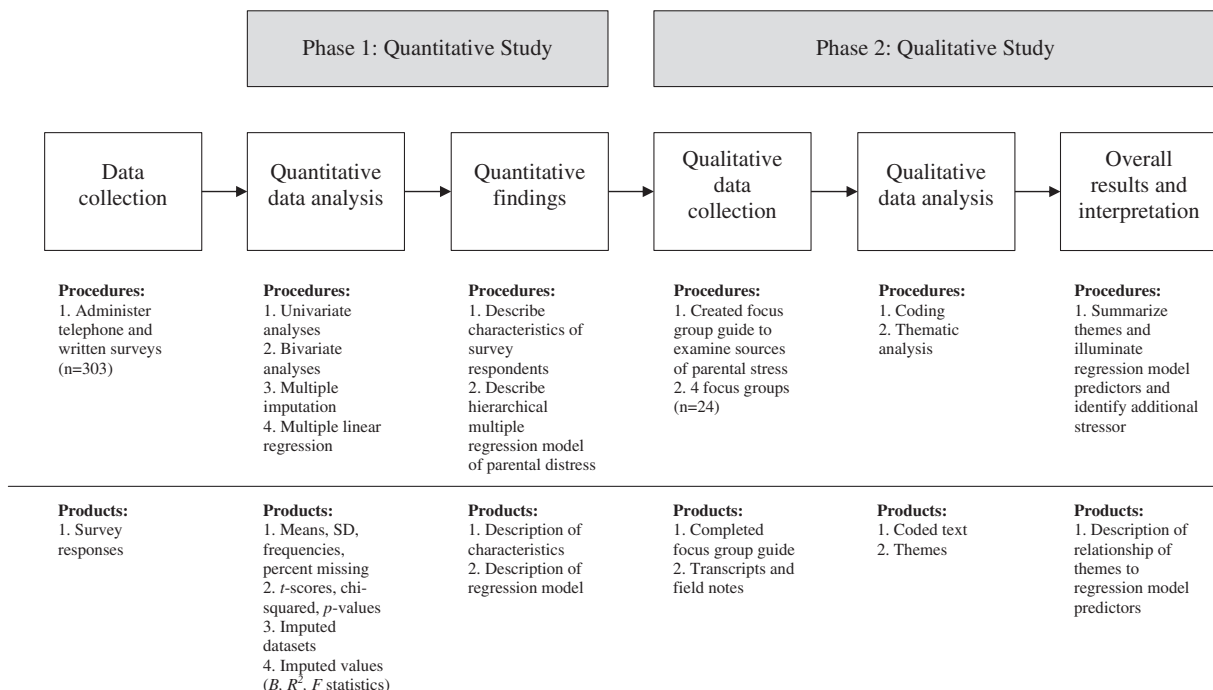 Phase 1: Quantitative Study
Phase 2: Qualitative Study
Data
collection
Quantitative
data analysis
Quantitative
findings
Qualitative
data
collection
Qualitative
data analysis
Overall
results and
interpretation
Procedures:
1. Administer
telephone and
written surveys
(n=303)
Procedures:
1. Univariate
analyses
2. Bivariate
analyses
3. Multiple
imputation
4. Multiple linear
regression
Procedures:
1. Describe
characteristics of
survey
respondents
2. Describe
hierarchical
multiple
regression model
of parental distress
Procedures:
1. Created focus
group guide to
examine sources
of parental stress
2. 4 focus groups
(n=24)
Procedures:
1. Coding
2. Thematic
analysis
Procedures:
1. Summarize
themes and
illuminate
regression model
predictors and
identify additional
stressor
Products:
1. Survey
responses
Products:
1. Means, SD,
frequencies,
percent missing
2. t-scores, chi-
squared, p-values
3. Imputed
datasets
4. Imputed values
(B, R², F statistics)
Products:
1. Description of
characteristics
2. Description of
regression model
Products:
1. Completed
focus group guide
2. Transcripts and
field notes
Products:
1. Coded text
2. Themes
Products:
1. Description of
relationship of
themes to
regression model
predictors